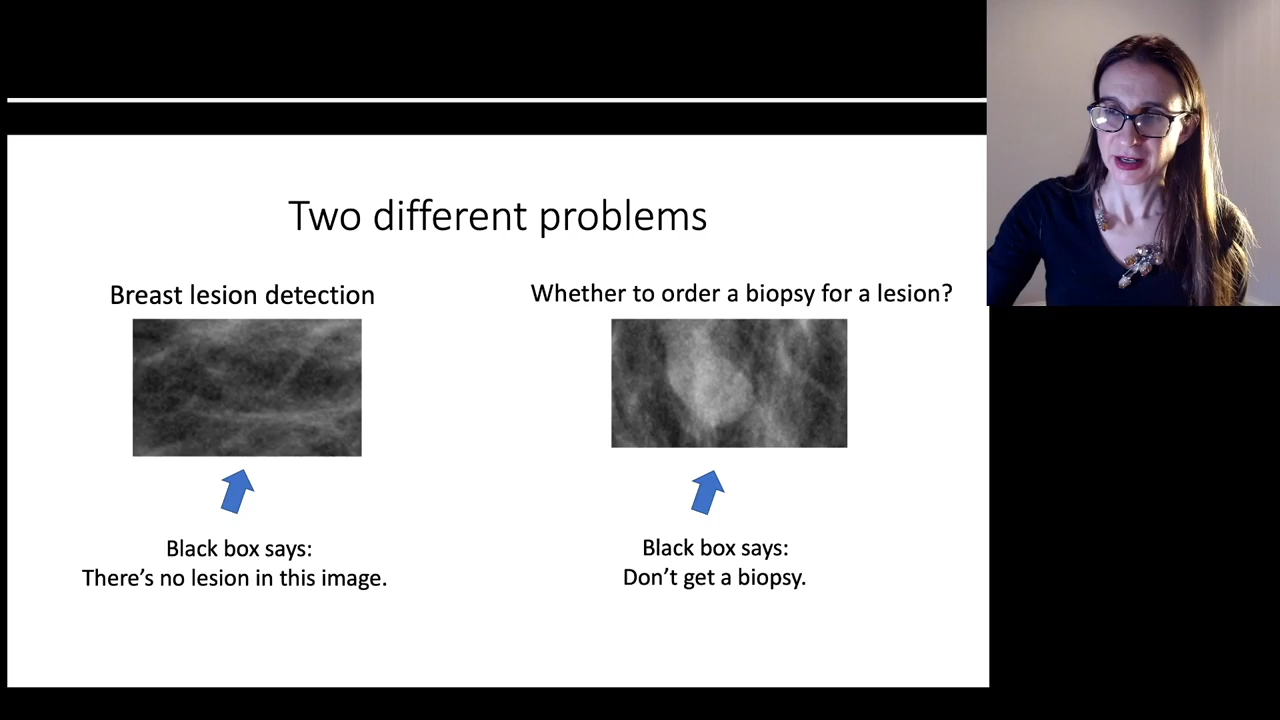 Two different problems
Breast lesion detection
Whether to order a biopsy for a lesion?
Black box says:
There’s no lesion in this image.
Black box says:
Don’t get a biopsy.